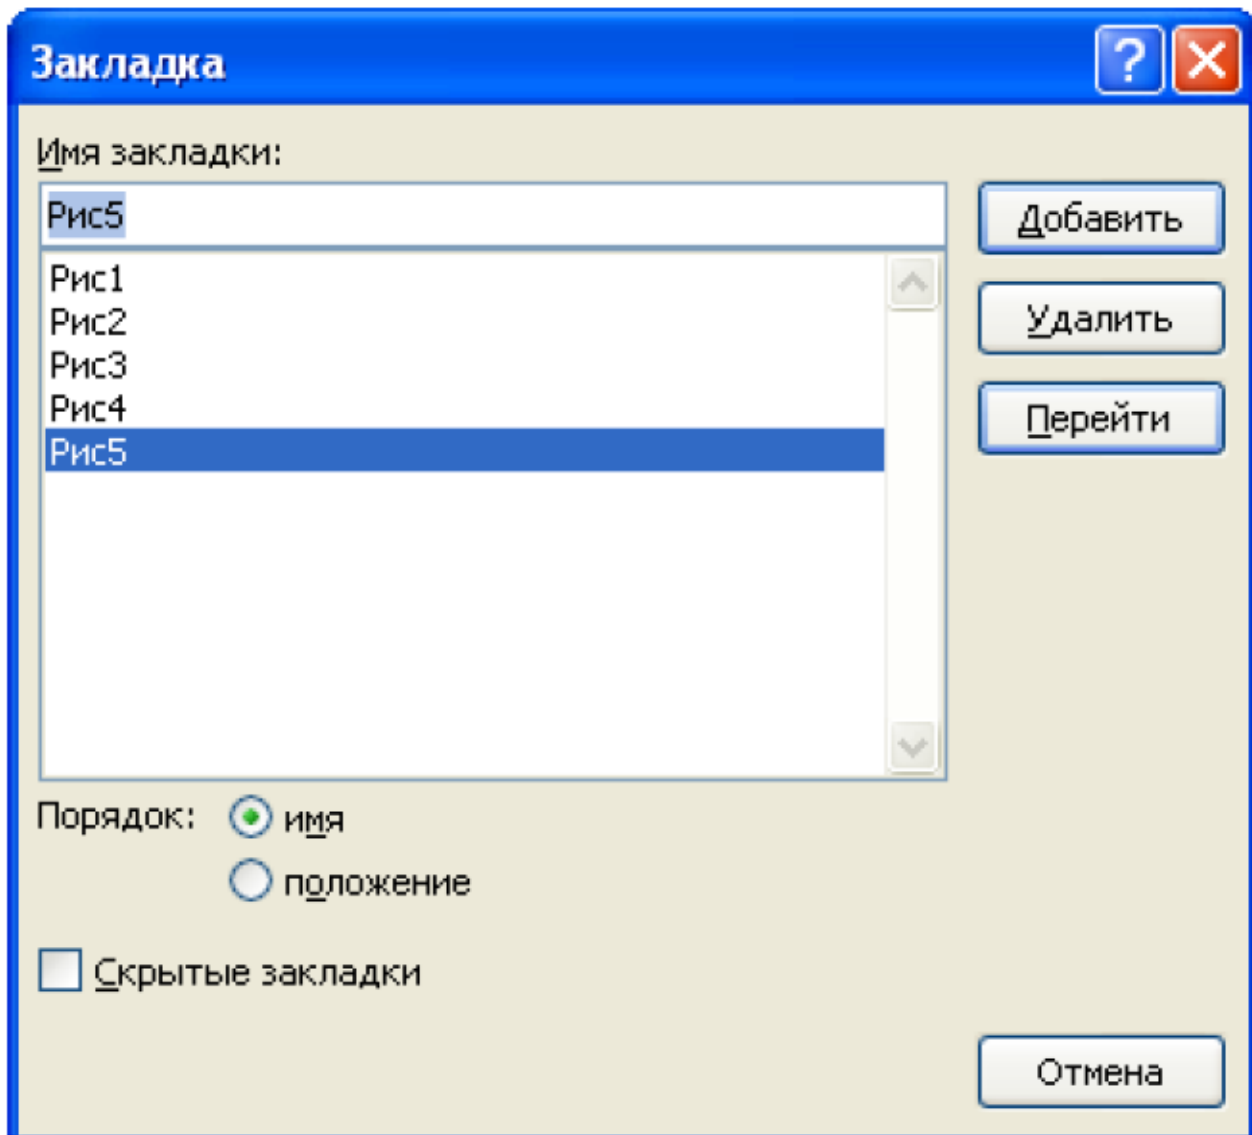 Закладка
Имя закладки:
Рис5
Добавить
Рис1
Рис2
Рис3
Рис4
Рис5
Удалить
Перейти
Порядок:
имя
положение
Скрытые закладки
Отмена